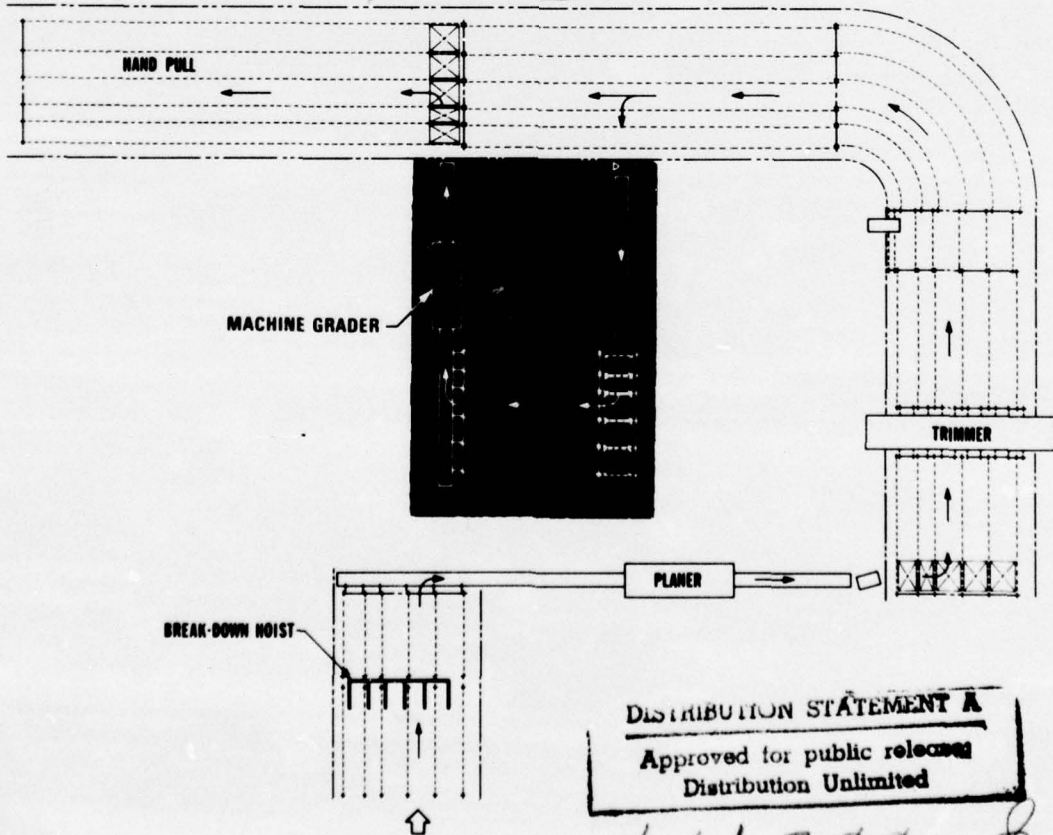 HAND PULL
MACHINE GRADER
TRIMMER
PLANER
BREAK-DOWN HOIST
DISTRIBUTION STATEMENT A
Approved for public release;
Distribution Unlimited